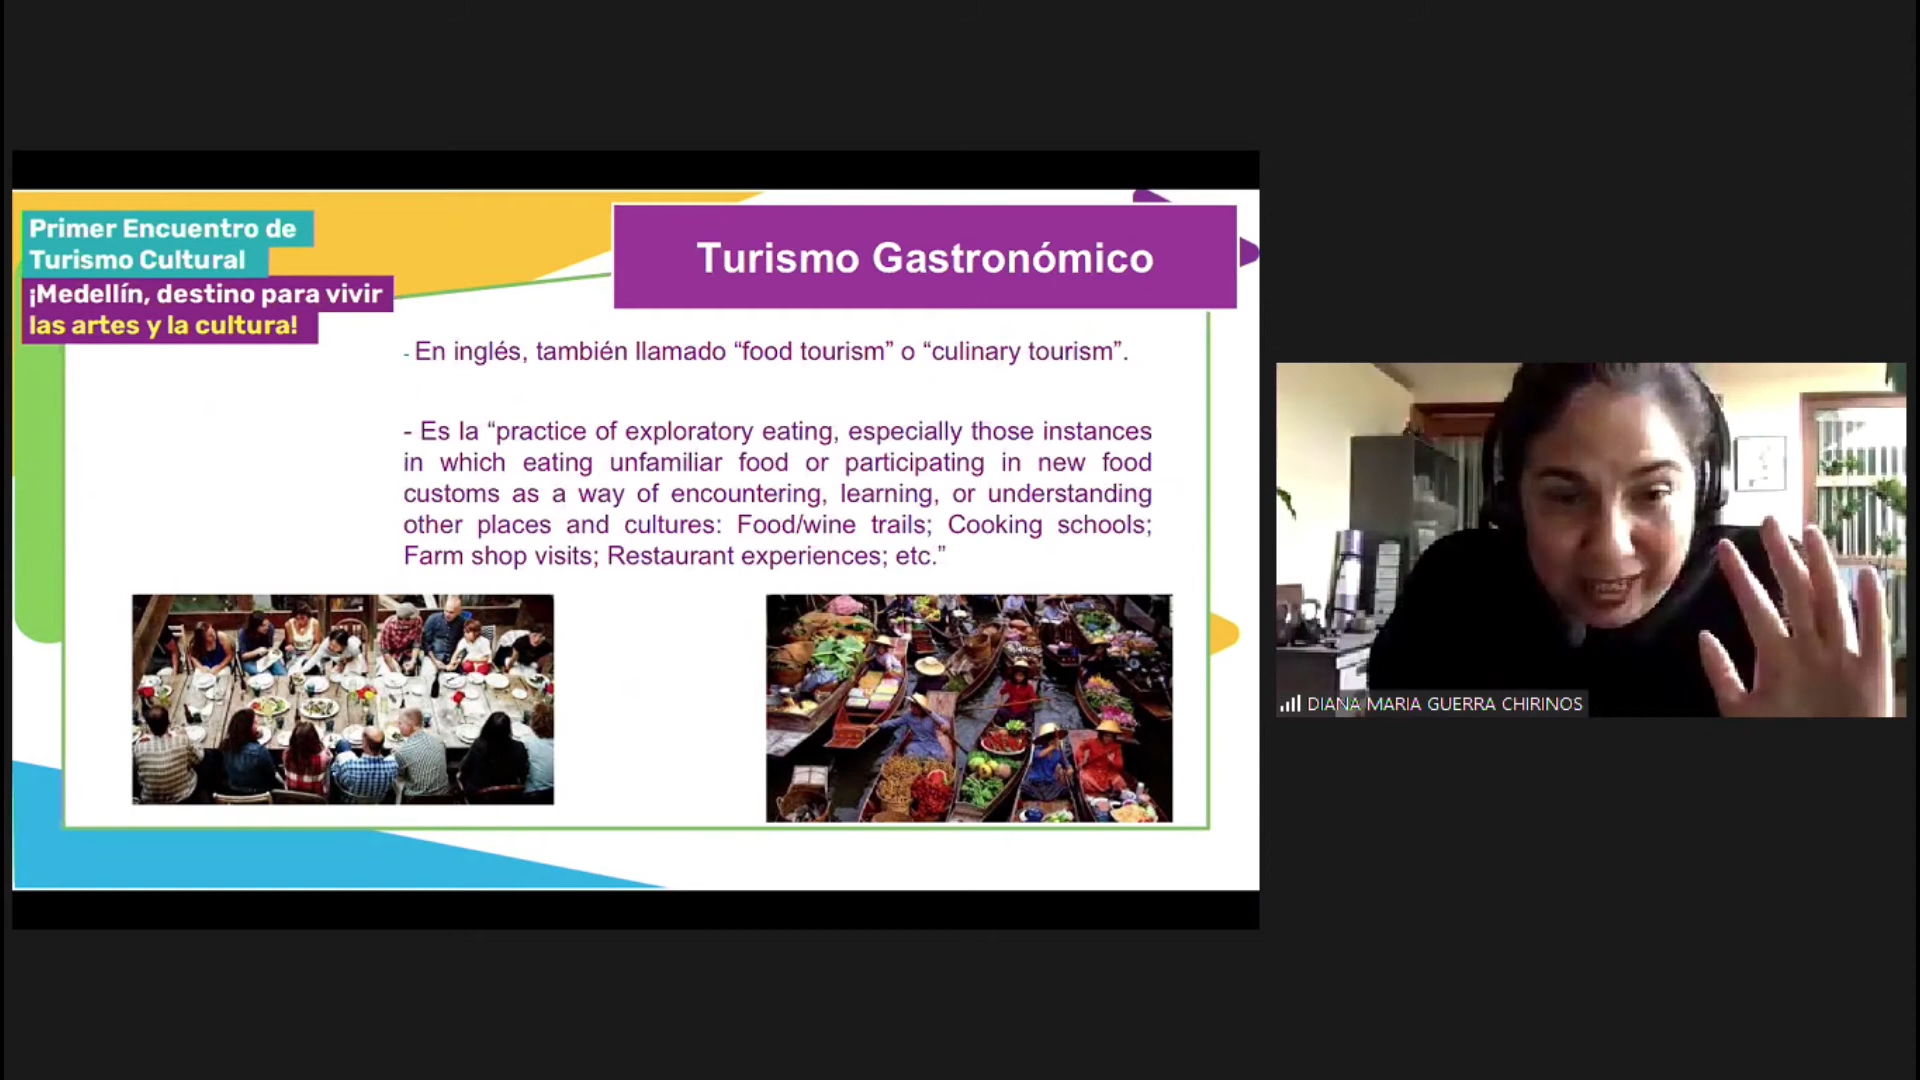 Primer Encuentro de
Turismo Cultural
¡Medellín, destino para vivir
las artes y la cultura!
Turismo Gastronómico
- En inglés, también llamado “food tourism” o “culinary tourism”.
- Es la “practice of exploratory eating, especially those instances
in which eating unfamiliar food or participating in new food
customs as a way of encountering, learning, or understanding
other places and cultures: Food/wine trails; Cooking schools;
Farm shop visits; Restaurant experiences; etc.”
DIANA MARIA GUERRA CHIRINOS